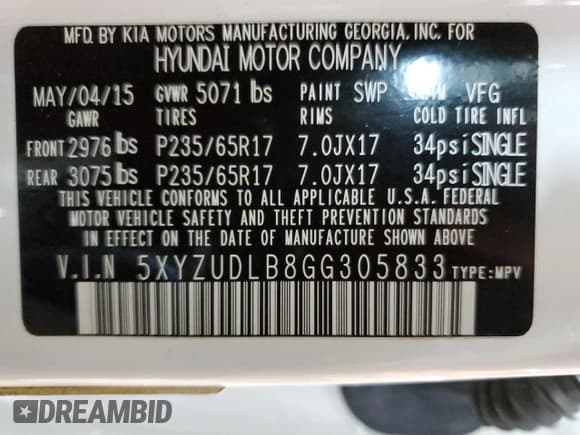 MFD. BY KIA MOTORS MANUFACTURING GEORGIA, INC. FOR
HYUNDAI MOTOR COMPANY
MAY/04/15 GVWR 5071 lbs PAINT SWP TRIM VFG
GAWR TIRES RIMS COLD TIRE INFL
FRONT 2976 lbs P235/65R17 7.0JX17 34psi SINGLE
REAR 3075 lbs P235/65R17 7.0JX17 34psi SINGLE
THIS VEHICLE CONFORMS TO ALL APPLICABLE U.S.A. FEDERAL
MOTOR VEHICLE SAFETY AND THEFT PREVENTION STANDARDS
IN EFFECT ON THE DATE OF MANUFACTURE SHOWN ABOVE
V.I.N 5XYZUDLB8GG305833 TYPE:MPV
DREAMBID